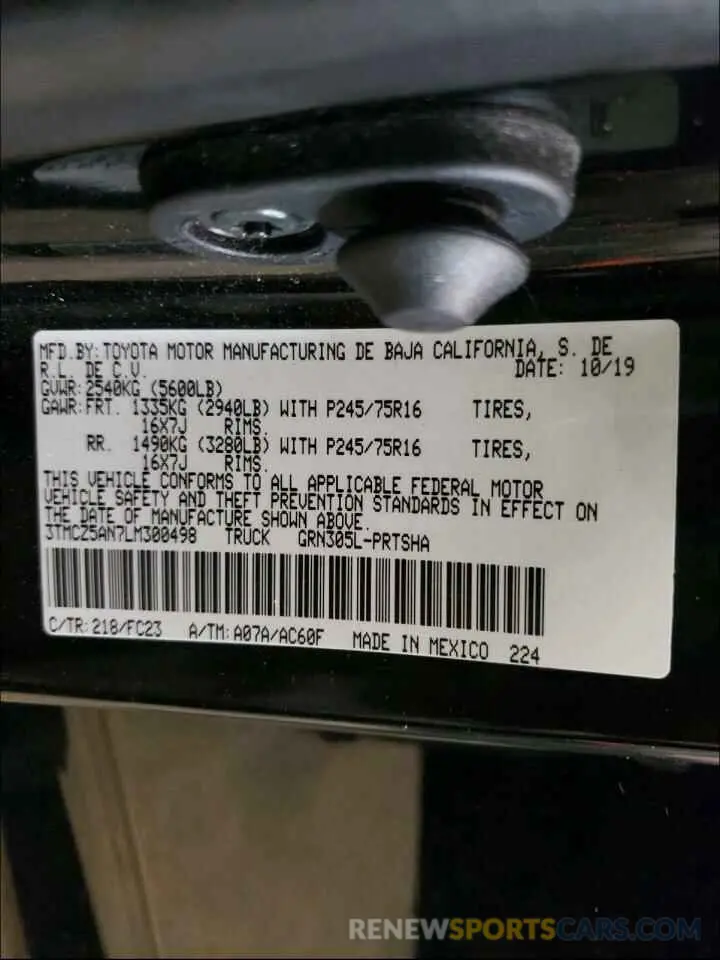 MFD.BY: TOYOTA MOTOR MANUFACTURING DE BAJA CALIFORNIA, S. DE
R.L. DE C.V. DATE: 10/19
GVWR: 2540KG (5600LB)
GAWR: FRT. 1335KG (2940LB) WITH P245/75R16 TIRES,
16X7J RIMS.
RR. 1490KG (3280LB) WITH P245/75R16 TIRES,
16X7J RIMS.
THIS VEHICLE CONFORMS TO ALL APPLICABLE FEDERAL MOTOR
VEHICLE SAFETY AND THEFT PREVENTION STANDARDS IN EFFECT ON
THE DATE OF MANUFACTURE SHOWN ABOVE.
3TMCZ5AN7LM300498 TRUCK GRN305L-PRTSHA
C/TR: 218/FC23 A/TM: A07A/AC60F MADE IN MEXICO 224
RENEWSPORTSCARS.COM